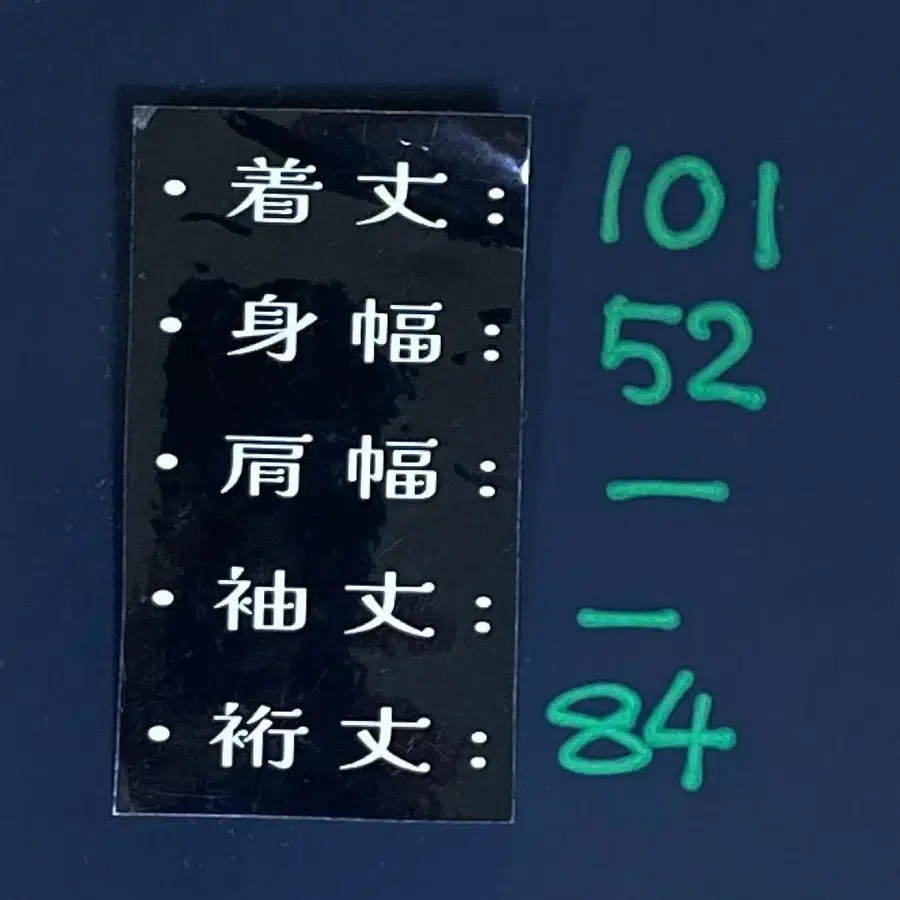 ・着丈: 101
・身幅: 52
・肩幅: ー
・袖丈: ー
・裄丈: 84